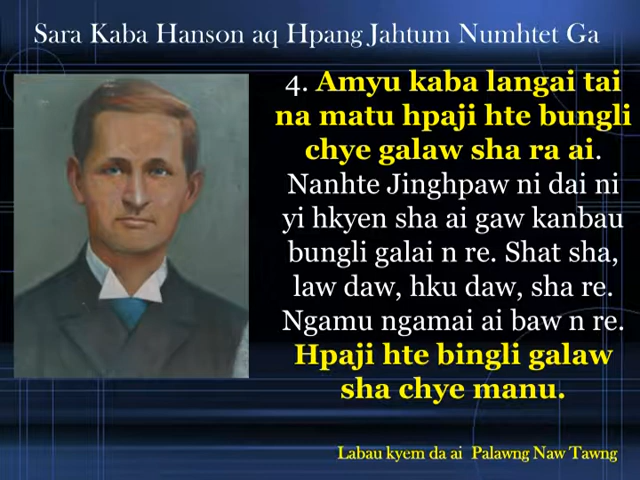 Sara Kaba Hanson aq Hpang Jahtum Numhtet Ga
4. Amyu kaba langai tai
na matu hpaji hte bungli
chye galaw sha ra ai.
Nanhte Jinghpaw ni dai ni
yi hkyen sha ai gaw kanbau
bungli galai n re. Shat sha,
law daw, hku daw, sha re.
Ngamu ngamai ai baw n re.
Hpaji hte bingli galaw
sha chye manu.
Labau kyem da ai Palawng Naw Tawng